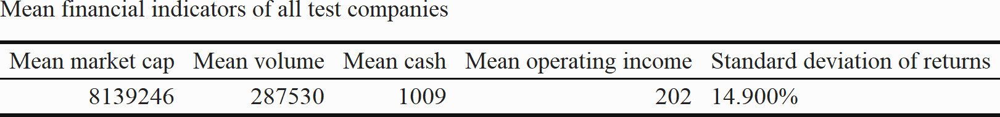 Mean financial indicators of all test companies
Mean market cap Mean volume Mean cash Mean operating income Standard deviation of returns
8139246 287530 1009 202 14.900%